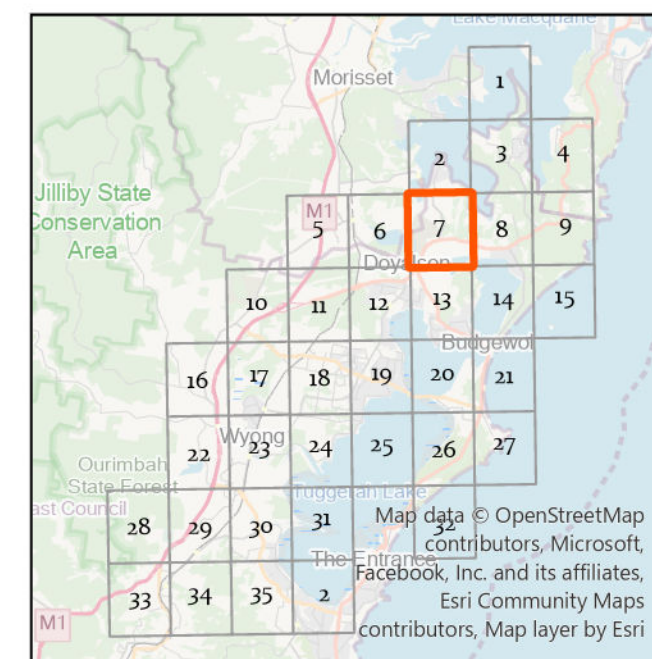 Lake Macquarie
Morisset
1
2 3 4
Jilliby State
Conservation
Area
M1
5 6 7 8 9
Doyalson
10 11 12 13 14 15
Budgewoi
16 17 18 19 20 21
Wyong
22 23 24 25 26 27
Ourimbah
State Forest
ast Council
Tuggerah Lake
28 29 30 31 32
The Entrance
33 34 35 2
M1
Map data © OpenStreetMap
contributors, Microsoft,
Facebook, Inc. and its affiliates,
Esri Community Maps
contributors, Map layer by Esri